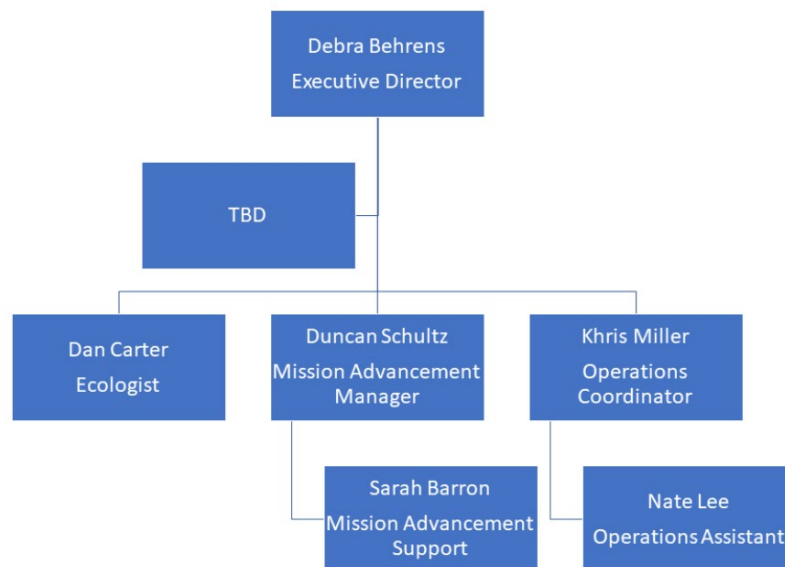 Debra Behrens
Executive Director
TBD
Dan Carter
Ecologist
Duncan Schultz
Mission Advancement
Manager
Khris Miller
Operations
Coordinator
Sarah Barron
Mission Advancement
Support
Nate Lee
Operations Assistant